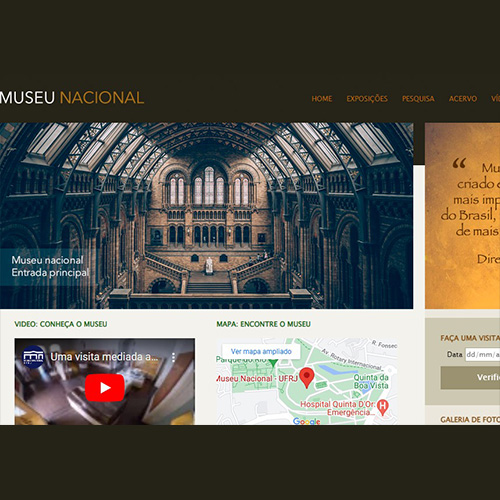 MUSEU NACIONAL
HOME EXPOSIÇÕES PESQUISA ACERVO
Museu nacional
Entrada principal
“
Mu
criado e
mais imp
do Brasil,
de mais
Dire
VIDEO: CONHEÇA O MUSEU
Uma visita mediada a...
MAPA: ENCONTRE O MUSEU
Ver mapa ampliado
R. Fonsec
Parque do Rio
Av. Rotary Internacional
Museu Nacional - UFRJ
Quinta da
Boa Vista
Hospital Quinta D'Or:
Emergência...
Google
FAÇA UMA VISITA
Data dd/mm/a
Verifi
GALERIA DE FOTO